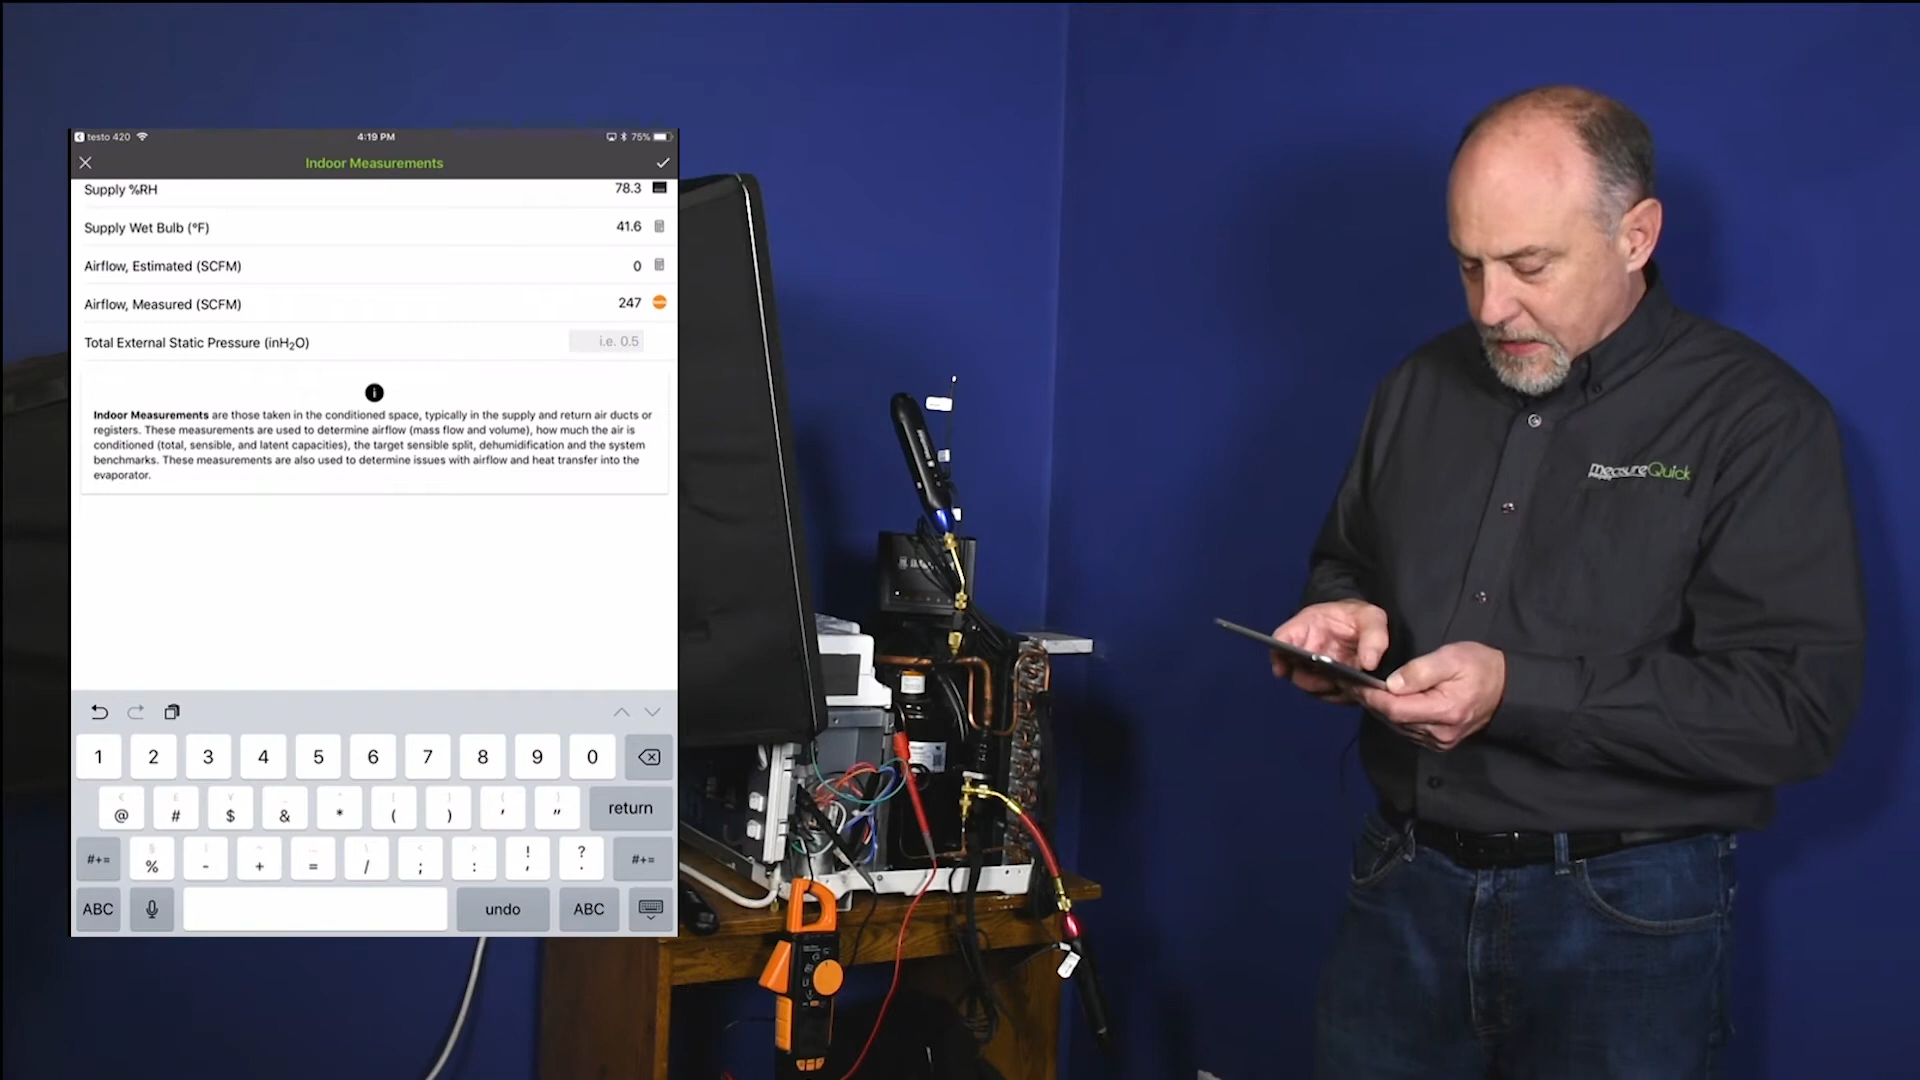 testo 420
4:19 PM
75%
Indoor Measurements
Supply %RH 78.3
Supply Wet Bulb (°F) 41.6
Airflow, Estimated (SCFM) 0
Airflow, Measured (SCFM) 247
Total External Static Pressure (inH₂O) i.e. 0.5
Indoor Measurements are those taken in the conditioned space, typically in the supply and return air ducts or
registers. These measurements are used to determine airflow (mass flow and volume), how much the air is
conditioned (total, sensible, and latent capacities), the target sensible split, dehumidification and the system
benchmarks. These measurements are also used to determine issues with airflow and heat transfer into the
evaporator.
1 2 3 4 5 6 7 8 9 0
@ # $ & * ( ) ' " return
#+= % - + = / ; : ! , ? . #+=
ABC undo ABC
measureQuick